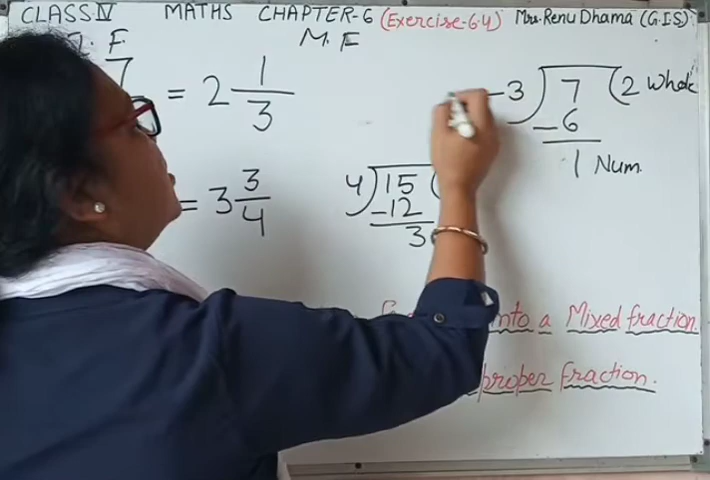 CLASS IV MATHS CHAPTER-6 (Exercise-6.4) Mrs. Renu Dhama (G.I.S)
F M. F
7 = 2 1/3
3 ) 7 ( 2 Whole
-6
1 Num.
= 3 3/4
4 ) 15 (
-12
3
into a Mixed fraction.
proper fraction.